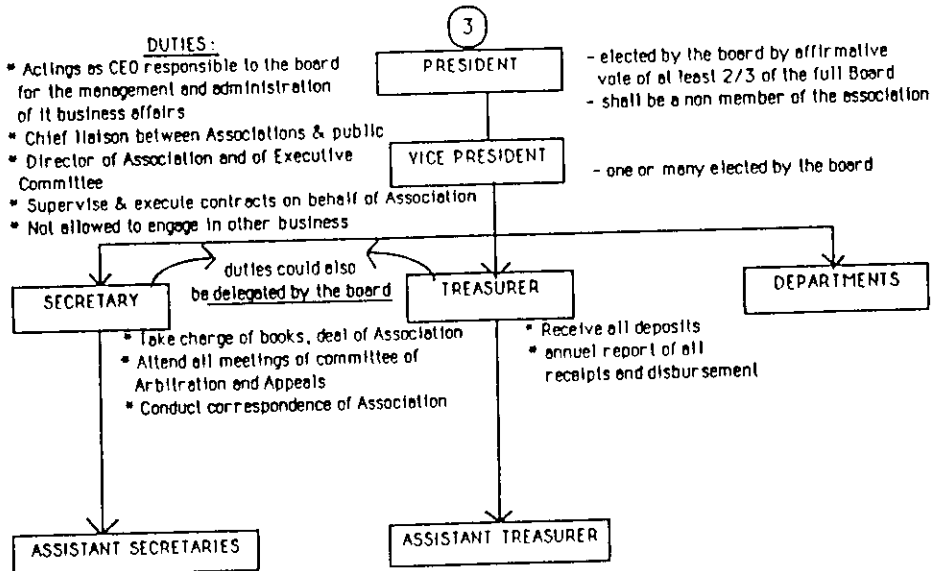 3
DUTIES:
PRESIDENT
* Actings as CEO responsible to the board
for the management and administration
of it business affairs
* Chief liaison between Associations & public
* Director of Association and of Executive
Committee
* Supervise & execute contracts on behalf of Association
* Not allowed to engage in other business
- elected by the board by affirmative
vote of at least 2/3 of the full Board
- shall be a non member of the association
VICE PRESIDENT
- one or many elected by the board
SECRETARY
duties could also
be delegated by the board
TREASURER
DEPARTMENTS
* Take charge of books, deal of Association
* Attend all meetings of committee of
Arbitration and Appeals
* Conduct correspondence of Association
* Receive all deposits
* annuel report of all
receipts and disbursement
ASSISTANT SECRETARIES
ASSISTANT TREASURER